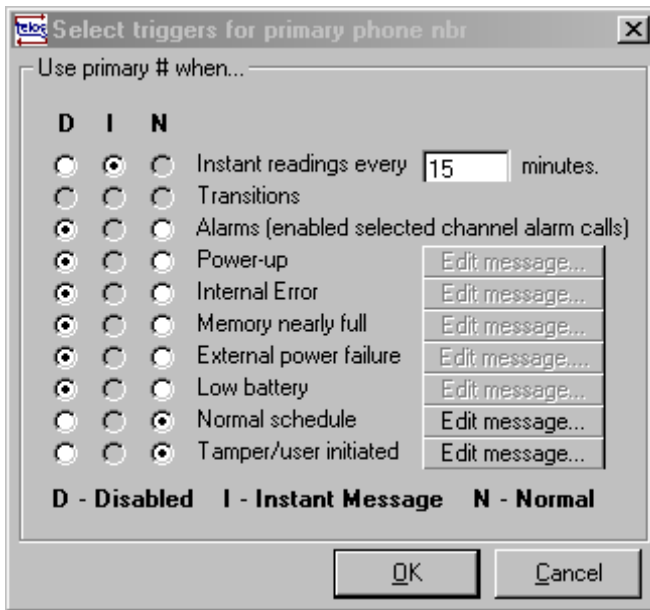 telog
Select triggers for primary phone nbr
Use primary # when...
D I N
Instant readings every 15 minutes.
Transitions
Alarms (enabled selected channel alarm calls)
Power-up Edit message...
Internal Error Edit message...
Memory nearly full Edit message...
External power failure Edit message....
Low battery Edit message...
Normal schedule Edit message...
Tamper/user initiated Edit message...
D - Disabled I - Instant Message N - Normal
OK Cancel